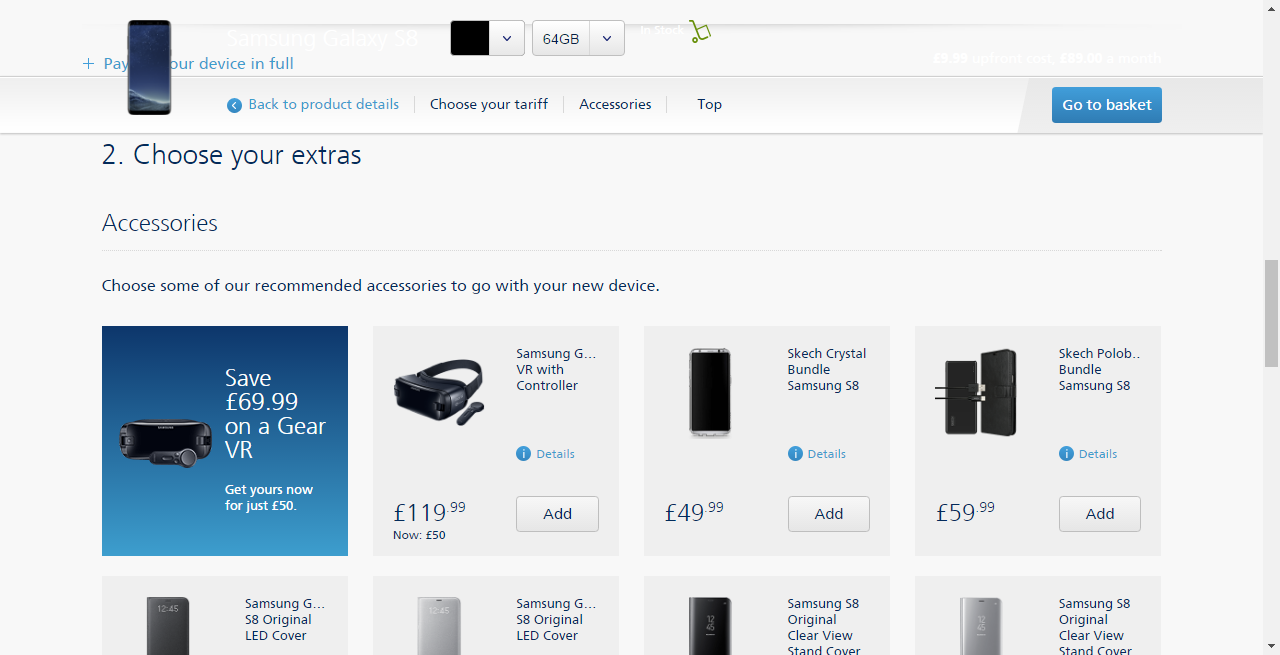 Samsung Galaxy S8
64GB
In Stock
+ Pay
our device in full
£9.99 upfront cost, £39.00 a month
Back to product details
Choose your tariff
Accessories
Top
Go to basket
2. Choose your extras
Accessories
Choose some of our recommended accessories to go with your new device.
Save
£69.99
on a Gear
VR
Get yours now
for just £50.
Samsung G...
VR with
Controller
Details
£119.99
Now: £50
Add
Skech Crystal
Bundle
Samsung S8
Details
£49.99
Add
Skech Polob..
Bundle
Samsung S8
Details
£59.99
Add
12:45
Samsung G...
S8 Original
LED Cover
12:45
Samsung G...
S8 Original
LED Cover
Samsung S8
Original
Clear View
Stand Cover
Samsung S8
Original
Clear View
Stand Cover